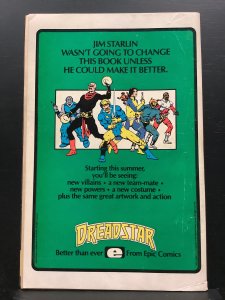 JIM STARLIN
WASN'T GOING TO CHANGE
THIS BOOK UNLESS
HE COULD MAKE IT BETTER.
Starting this summer,
you'll be seeing:
new villains + a new team-mate +
new powers + a new costume +
plus the same great artwork and action
DREADSTAR
Better than ever e From Epic Comics